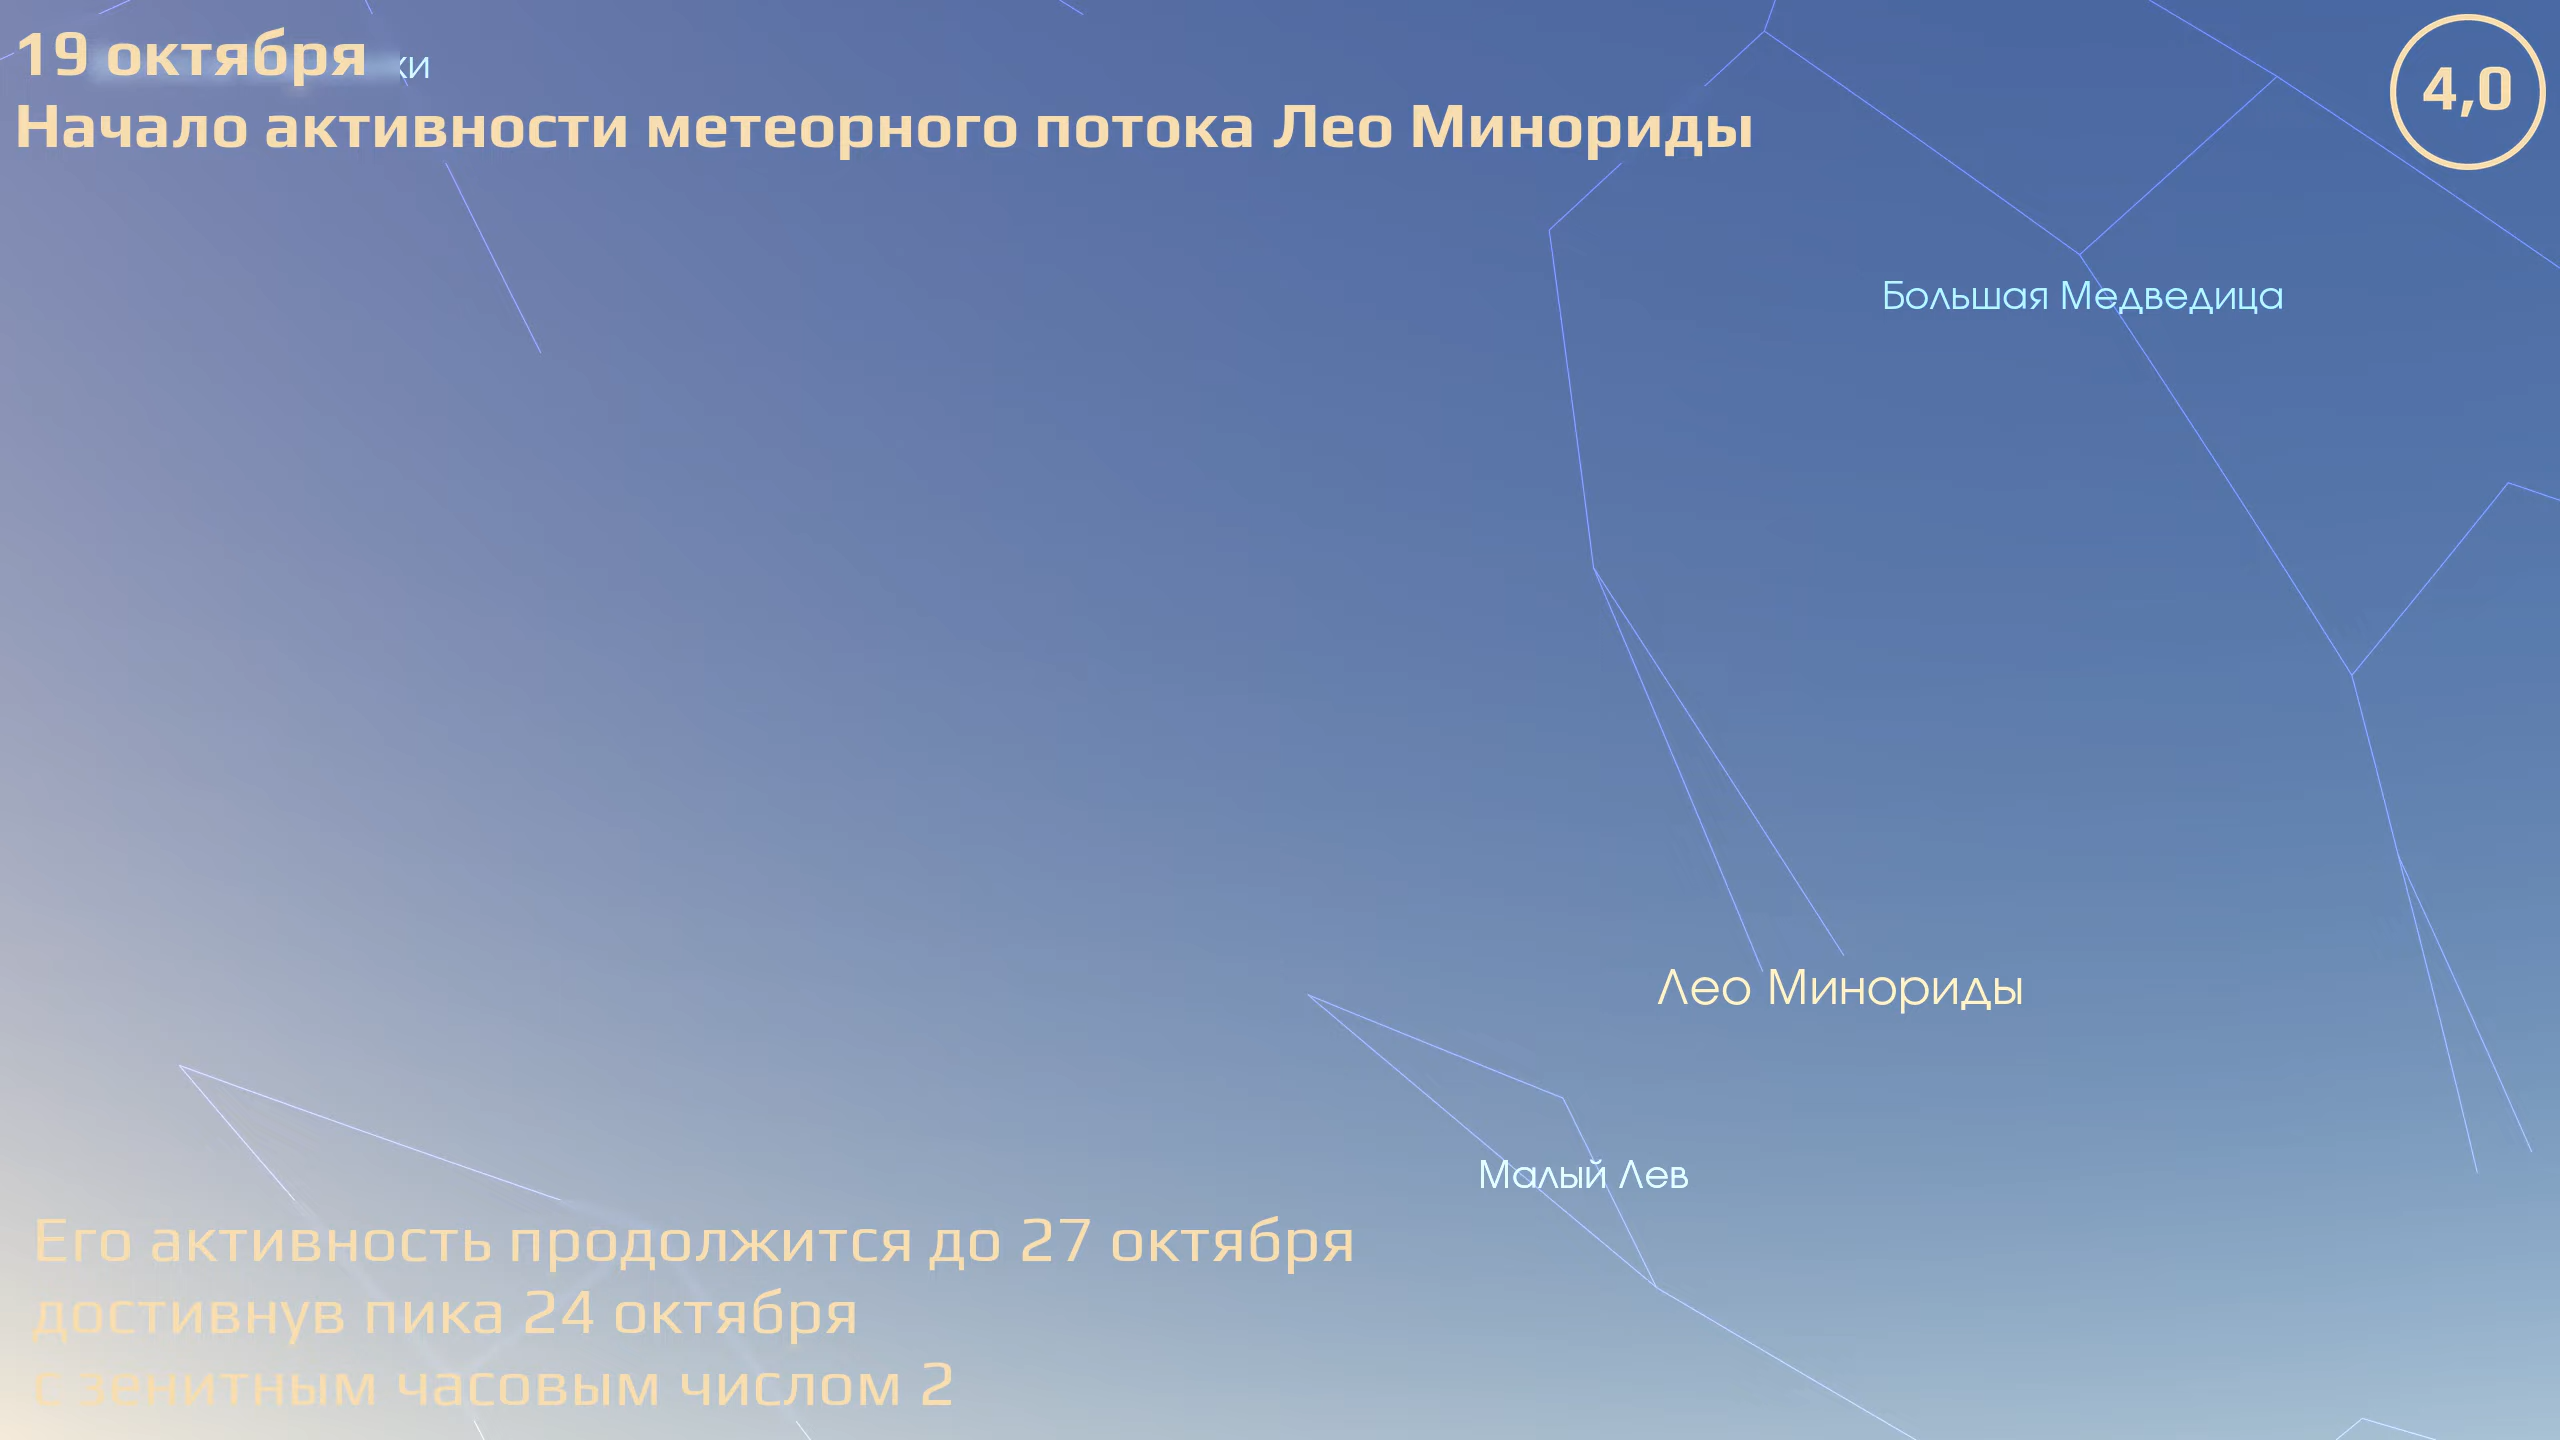 19 октября
Начало активности метеорного потока Лео Минориды
4,0
Большая Медведица
Лео Минориды
Малый Лев
Его активность продолжится до 27 октября
достивнув пика 24 октября
с зенитным часовым числом 2